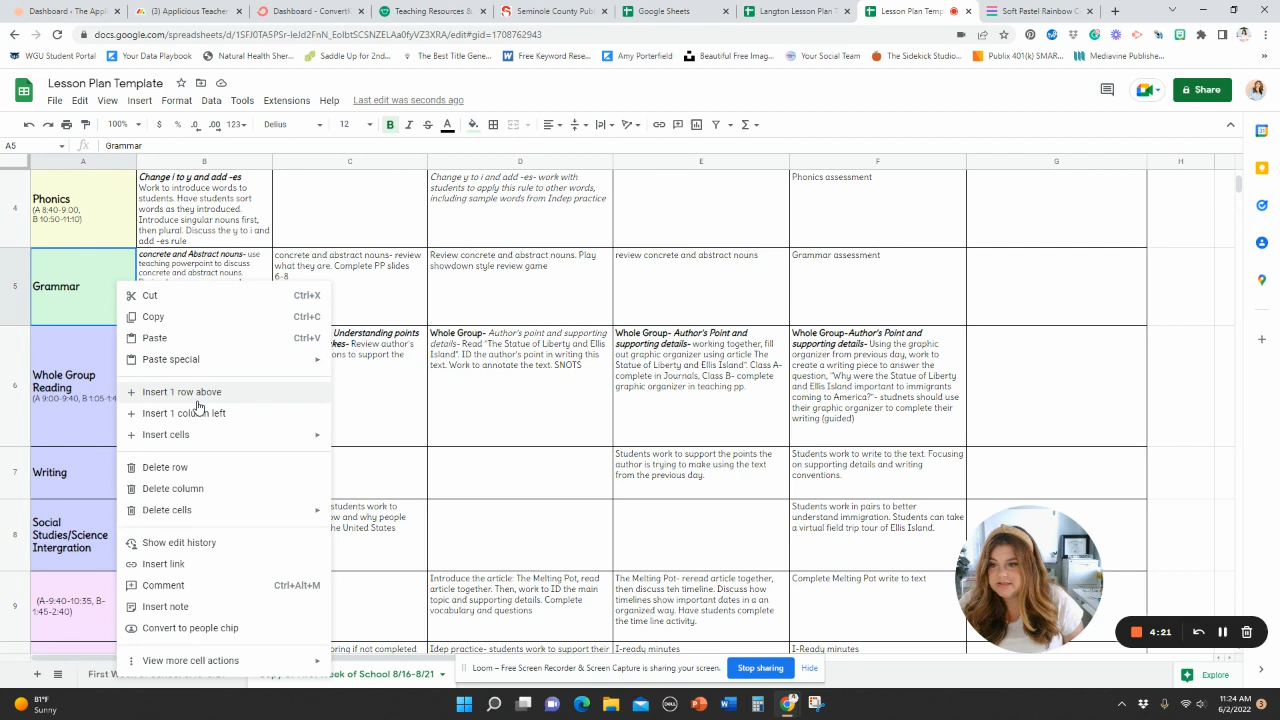 Dashboard - Amazing
(3) Applicious Teacher
Dashboard - ConvertK
Teaching Resources &
Seminole County Publ
Google Sheets
Langton Lesson Plan T
Lesson Plan Temp
Soft Pastel Rainbow C
docs.google.com/spreadsheets/d/
/edit#gid=1708762943
WGU Student Portal
Your Data Playbook
Natural Health Sher...
Saddle Up for 2nd...
The Best Title Gene...
Free Keyword Rese...
Amy Porterfield
Beautiful Free Imag...
Your Social Team
The Sidekick Studio...
Publix 401(k) SMAR...
Mediavine Publishe...
Lesson Plan Template
File Edit View Insert Format Data Tools Extensions Help Last edit was seconds ago
Share
100% $ % .0 .00 123 Delius 12 B I S A
A5 fx Grammar
A B C D E F G H
4
Phonics
(A 8:40-9:00,
B 10:50-11:10)
Change i to y and add -es
Work to introduce words to
students. Have students sort
words as they introduced.
Introduce singular nouns first,
then plural. Discuss the y to i and
add -es rule
Change y to i and add -es- work with
students to apply this rule to other words,
including sample words from Indep practice
Phonics assessment
5
Grammar
concrete and Abstract nouns- use
teaching powerpoint to discuss
concrete and abstract nouns.
concrete and abstract nouns- review
what they are. Complete PP slides
6-8
Review concrete and abstract nouns. Play
showdown style review game
review concrete and abstract nouns
Grammar assessment
6
Whole Group
Reading
(A 9:00-9:40, B 1:05-1:4
Understanding points
kes- Review author's
ons to support the
Whole Group- Author's point and supporting
details- Read "The Statue of Liberty and Ellis
Island". ID the author's point in writing this
text. Work to annotate the text. SNOTS
Whole Group- Author's Point and
supporting details- working together, fill
out graphic organizer using article The
Statue of Liberty and Ellis Island". Class A-
complete in Journals, Class B- complete
graphic organizer in teaching pp.
Whole Group-Author's Point and
supporting details- Using the graphic
organizer from previous day, work to
create a writing piece to answer the
question, "Why were the Statue of Liberty
and Ellis Island important to immigrants
coming to America?"- studnets should use
their graphic organizer to complete their
writing (guided)
7
Writing
Students work to support the points the
author is trying to make using the text
from the previous day.
Students work to write to the text. Focusing
on supporting details and writing
conventions.
8
Social
Studies/Science
Intergration
students work to
ow and why people
he United States
Students work in pairs to better
understand immigration. Students can take
a virtual field trip tour of Ellis Island.
9
(A-9:40-10:35, B-
1:45-2:40)
Introduce the article: The Melting Pot, read
article together. Then, work to ID the main
topic and supporting details. Complete
vocabulary and questions
The Melting Pot- reread article together,
then discuss teh timeline. Discuss how
timelines show important dates in a an
organized way. Have students complete
the time line activity.
Complete Melting Pot write to text
oring if not completed
Idep practice- students work to support their
I-ready minutes
I-Ready minutes
Cut Ctrl+X
Copy Ctrl+C
Paste Ctrl+V
Paste special
Insert 1 row above
Insert 1 column left
Insert cells
Delete row
Delete column
Delete cells
Show edit history
Insert link
Comment Ctrl+Alt+M
Insert note
Convert to people chip
View more cell actions
4:21
Loom – Free Screen Recorder & Screen Capture is sharing your screen.
Stop sharing
Hide
Explore
81°F
Sunny
11:24 AM
6/2/2022